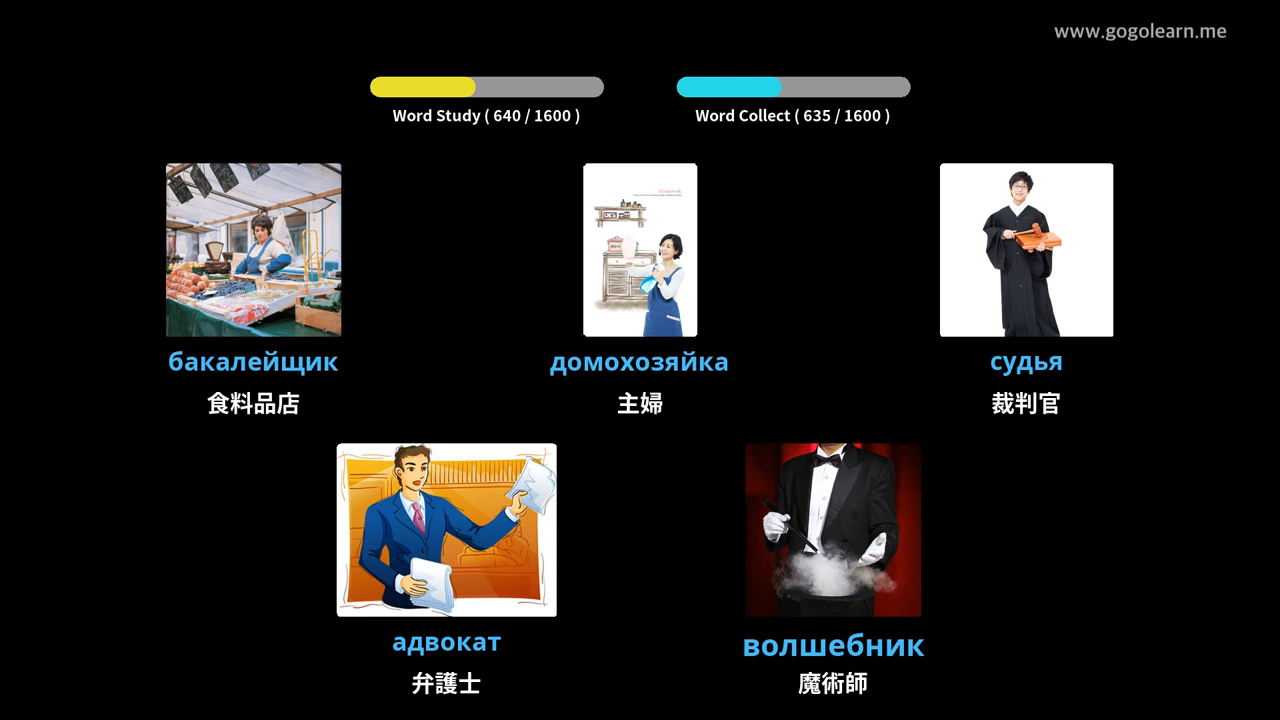 www.gogolearn.me
Word Study ( 640 / 1600 )
Word Collect ( 635 / 1600 )
бакалейщик
食料品店
домохозяйка
主婦
судья
裁判官
адвокат
弁護士
волшебник
魔術師